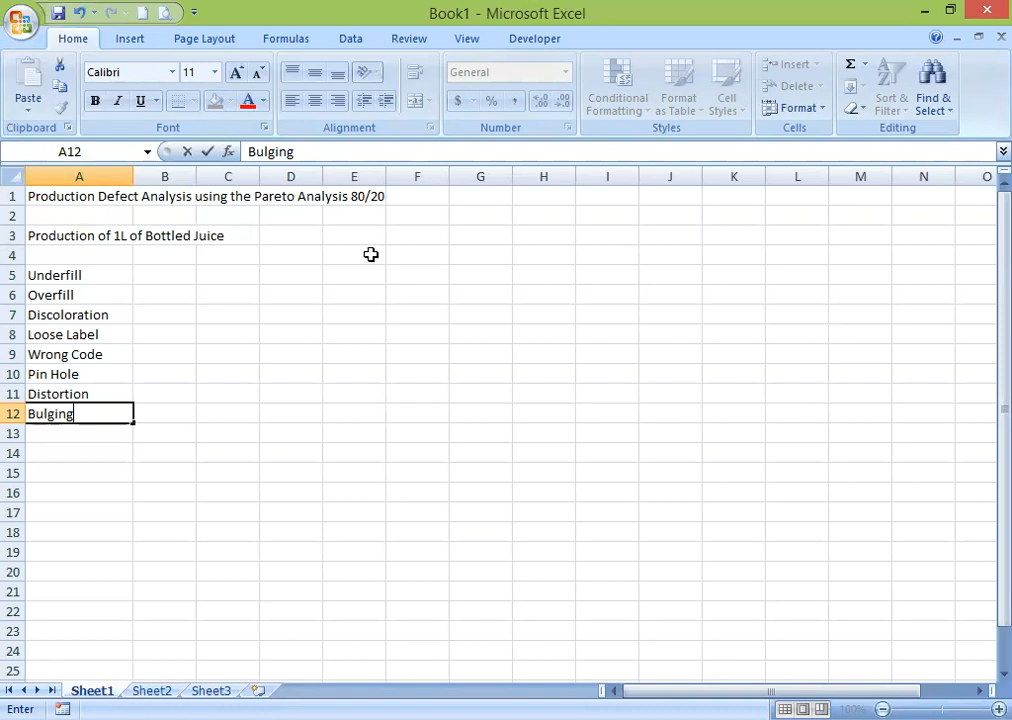 Book1 - Microsoft Excel
Home Insert Page Layout Formulas Data Review View Developer
Paste
Calibri 11 A A
B I U A
General
$ % ,
Conditional Formatting
Format as Table
Cell Styles
Insert
Delete
Format
Σ
Sort & Filter
Find & Select
Clipboard Font Alignment Number Styles Cells Editing
A12 fx Bulging
A B C D E F G H I J K L M N O
1 Production Defect Analysis using the Pareto Analysis 80/20
2
3 Production of 1L of Bottled Juice
4
5 Underfill
6 Overfill
7 Discoloration
8 Loose Label
9 Wrong Code
10 Pin Hole
11 Distortion
12 Bulging
13
14
15
16
17
18
19
20
21
22
23
24
25
Sheet1 Sheet2 Sheet3
Enter 100%